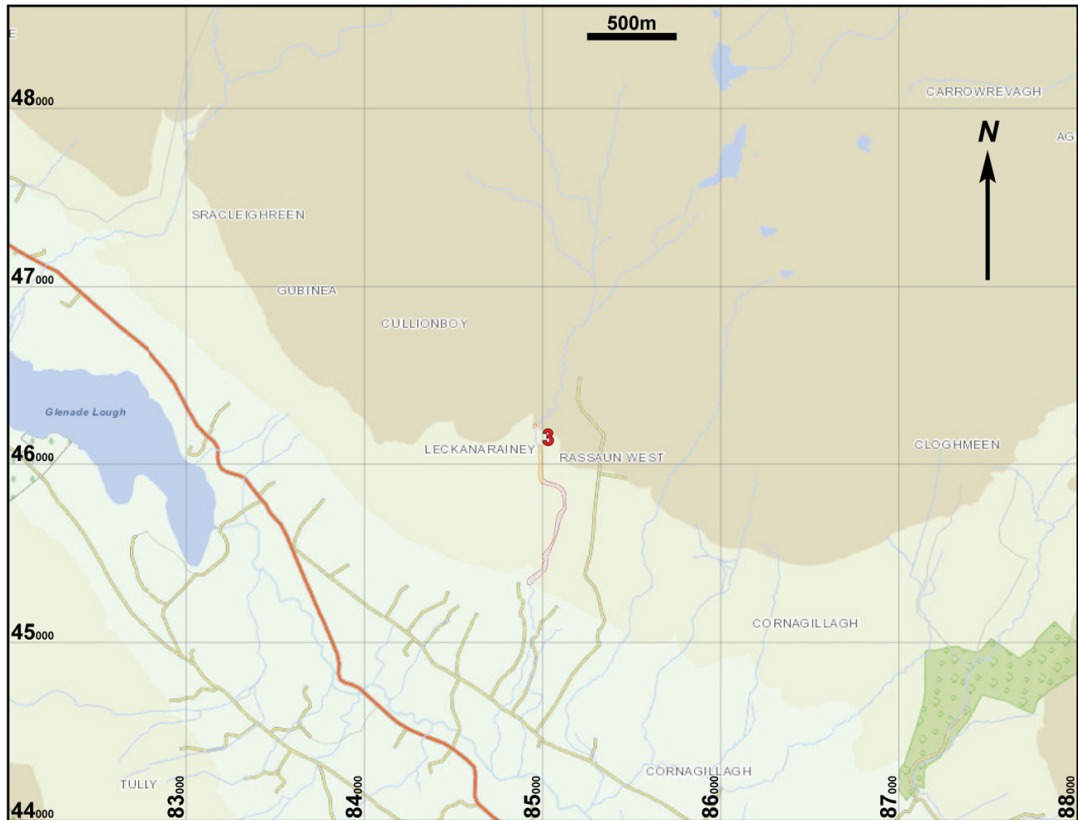 500m
E
48000
CARROWREVAGH
N
AG
SRACLEIGHREEN
47000
GUBINEA
CULLIONBOY
Glenade Lough
3
46000
LECKANARAINEY
RASSAUN WEST
CLOGHMEEN
45000
CORNAGILLAGH
CORNAGILLAGH
TULLY
44000
83000
84000
85000
86000
87000
88000